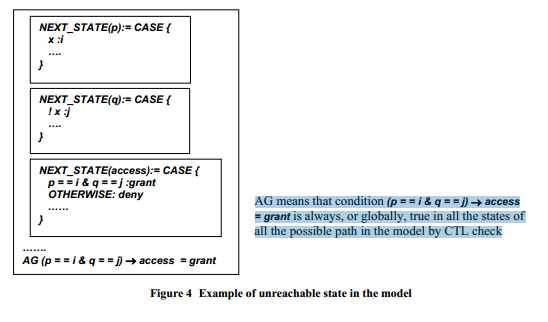 NEXT_STATE(p):= CASE {
x :i
....
}
NEXT_STATE(q):= CASE {
! x :j
....
}
NEXT_STATE(access):= CASE {
p = = i & q = = j :grant
OTHERWISE: deny
......
}
.......
AG (p = = i & q = = j) → access = grant
AG means that condition (p = = i & q = = j) → access
= grant is always, or globally, true in all the states of
all the possible path in the model by CTL check
Figure 4 Example of unreachable state in the model